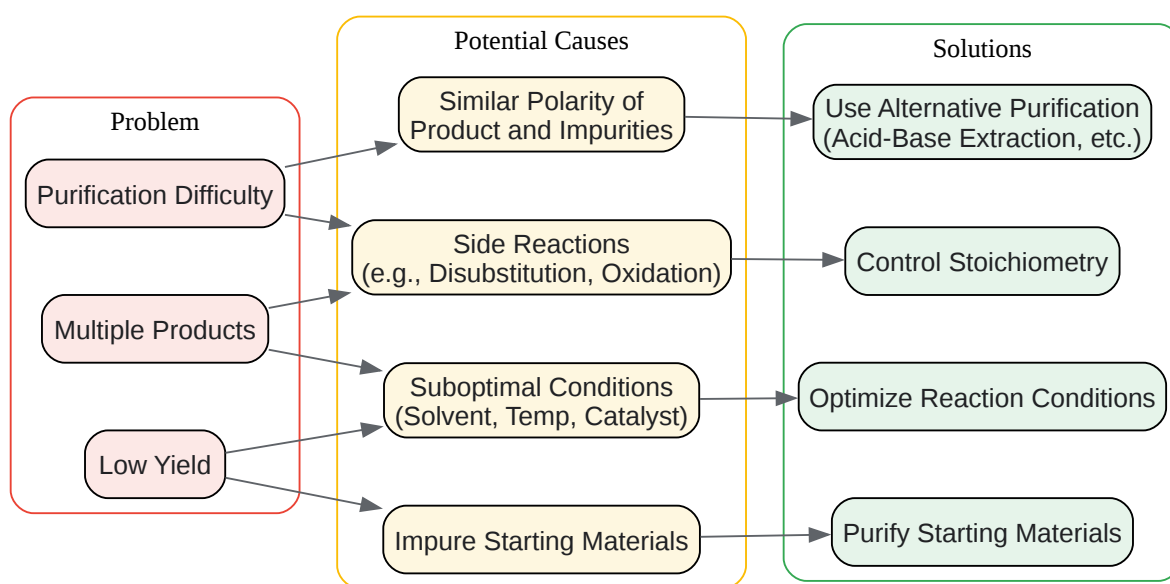 Problem
Purification Difficulty
Multiple Products
Low Yield
Potential Causes
Similar Polarity of
Product and Impurities
Side Reactions
(e.g., Disubstitution, Oxidation)
Suboptimal Conditions
(Solvent, Temp, Catalyst)
Impure Starting Materials
Solutions
Use Alternative Purification
(Acid-Base Extraction, etc.)
Control Stoichiometry
Optimize Reaction Conditions
Purify Starting Materials